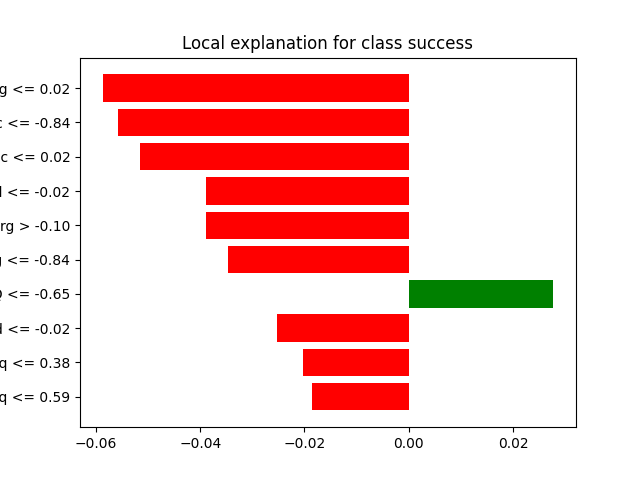 Local explanation for class success
g <= 0.02
<= -0.84
c <= 0.02
<= -0.02
rg > -0.10
<= -0.84
<= -0.65
<= -0.02
q <= 0.38
q <= 0.59
−0.06
−0.04
−0.02
0.00
0.02